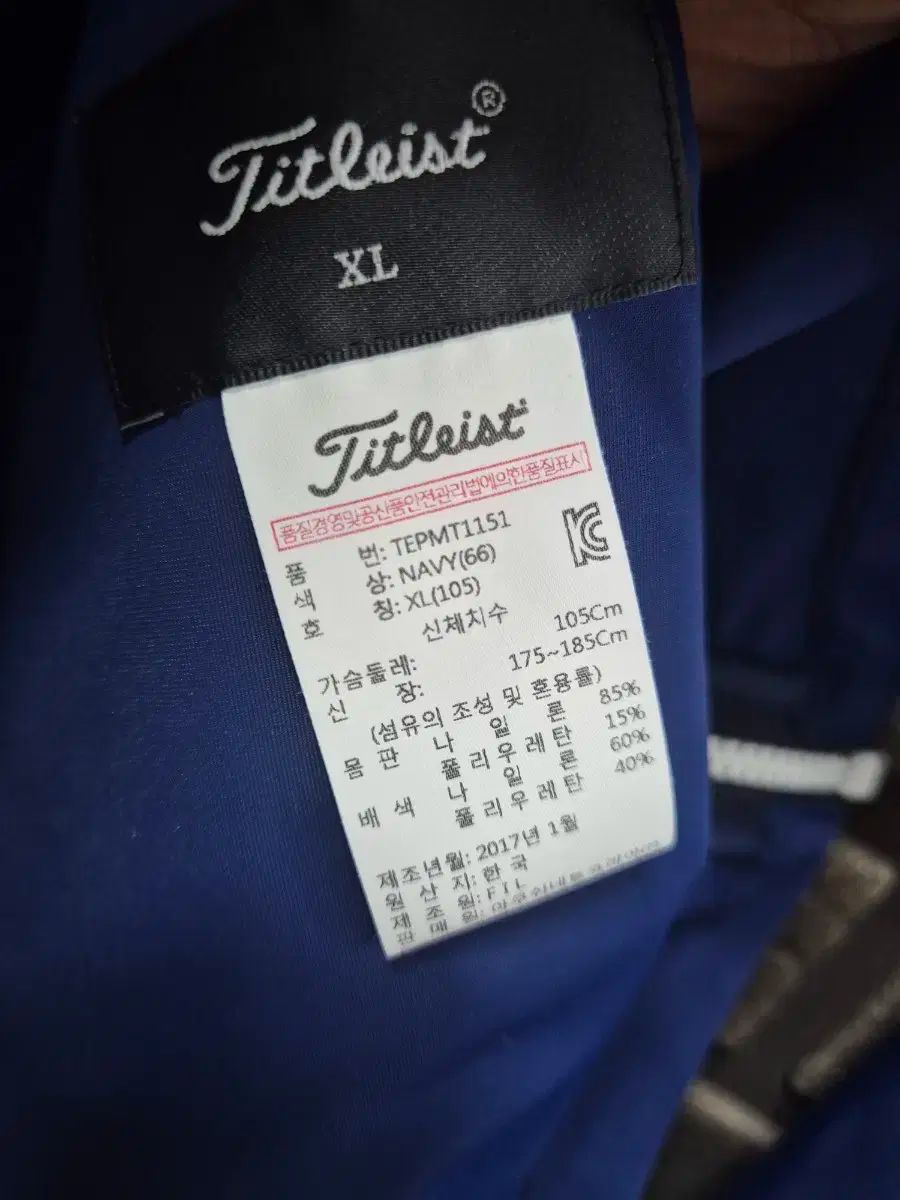 Titleist®
XL
Titleist
품질경영및공산품안전관리법에의한품질표시
품 번: TEPMT1151
색 상: NAVY(66)
호 칭: XL(105)
신체치수
가슴둘레: 105Cm
신 장: 175~185Cm
(섬유의 조성 및 혼용률)
몸 판 나 일 론 85%
폴 리 우 레 탄 15%
배 색 나 일 론 60%
폴 리 우 레 탄 40%
제조년월: 2017년 1월
원 산 지: 한 국
제 조 원: FTL
판 매 원: